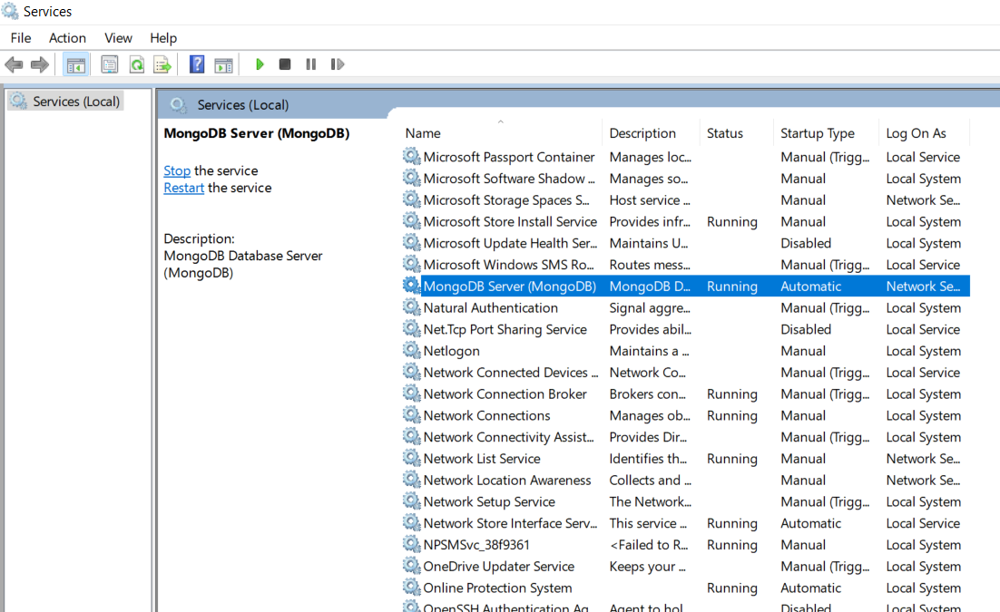 Services
File Action View Help
Services (Local)
Services (Local)
MongoDB Server (MongoDB)
Stop the service
Restart the service
Description:
MongoDB Database Server
(MongoDB)
Name Description Status Startup Type Log On As
Microsoft Passport Container Manages loc... Manual (Trigg... Local Service
Microsoft Software Shadow ... Manages so... Manual Local System
Microsoft Storage Spaces S... Host service ... Manual Network Se...
Microsoft Store Install Service Provides infr... Running Manual Local System
Microsoft Update Health Ser... Maintains U... Disabled Local System
Microsoft Windows SMS Ro... Routes mess... Manual (Trigg... Local Service
MongoDB Server (MongoDB) MongoDB D... Running Automatic Network Se...
Natural Authentication Signal aggre... Manual (Trigg... Local System
Net.Tcp Port Sharing Service Provides abil... Disabled Local Service
Netlogon Maintains a ... Manual Local System
Network Connected Devices ... Network Co... Manual (Trigg... Local Service
Network Connection Broker Brokers con... Running Manual (Trigg... Local System
Network Connections Manages ob... Running Manual Local System
Network Connectivity Assist... Provides Dir... Manual (Trigg... Local System
Network List Service Identifies th... Running Manual Network Se...
Network Location Awareness Collects and ... Manual Network Se...
Network Setup Service The Network... Manual (Trigg... Local System
Network Store Interface Serv... This service ... Running Automatic Local Service
NPSMSvc_38f9361 <Failed to R... Running Manual Local System
OneDrive Updater Service Keeps your ... Manual (Trigg... Local System
Online Protection System Running Automatic Local System
OpenSSH Authentication Ag... Agent to hol... Disabled Local System